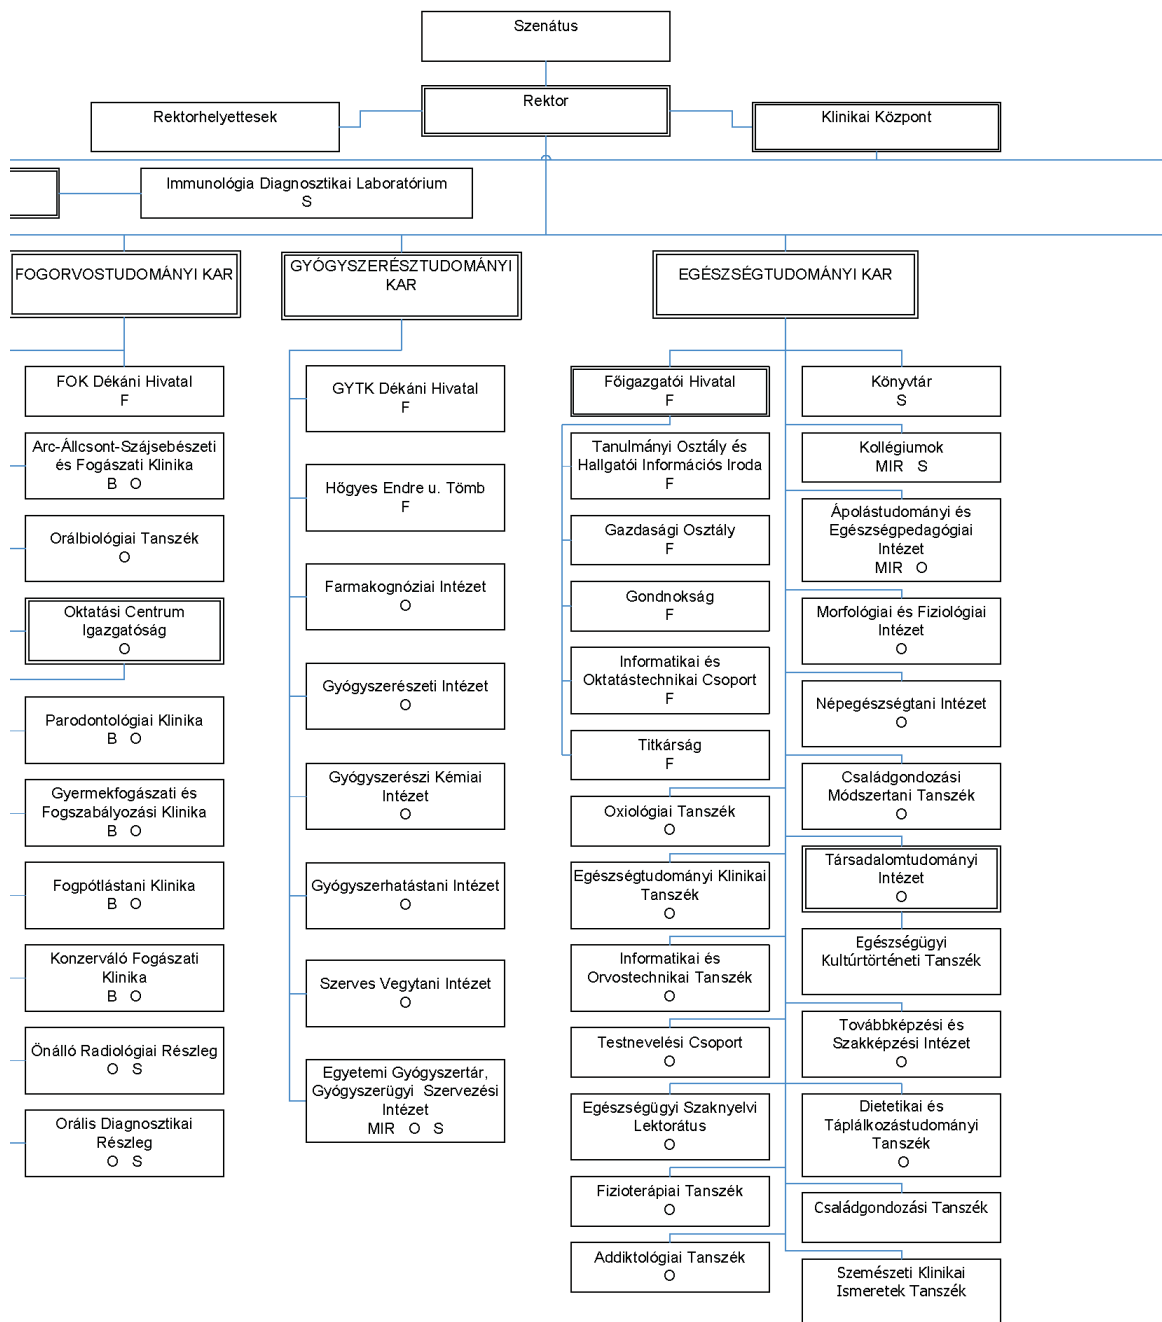 Szenátus
Rektor
Rektorhelyettesek
Klinikai Központ
Immunológia Diagnosztikai Laboratórium
S
FOGORVOSTUDOMÁNYI KAR
FOK Dékáni Hivatal
F
Arc-Állcsont-Szájsebészeti
és Fogászati Klinika
B O
Orálbiológiai Tanszék
O
Oktatási Centrum
Igazgatóság
O
Parodontológiai Klinika
B O
Gyermekfogászati és
Fogszabályozási Klinika
B O
Fogpótlástani Klinika
B O
Konzerváló Fogászati
Klinika
B O
Önálló Radiológiai Részleg
O S
Orális Diagnosztikai
Részleg
O S
GYÓGYSZERÉSZTUDOMÁNYI
KAR
GYTK Dékáni Hivatal
F
Hőgyes Endre u. Tömb
F
Farmakognóziai Intézet
O
Gyógyszerészeti Intézet
O
Gyógyszerészi Kémiai
Intézet
O
Gyógyszerhatástani Intézet
O
Szerves Vegytani Intézet
O
Egyetemi Gyógyszertár,
Gyógyszerügyi Szervezési
Intézet
MIR O S
EGÉSZSÉGTUDOMÁNYI KAR
Főigazgatói Hivatal
F
Tanulmányi Osztály és
Hallgatói Információs Iroda
F
Gazdasági Osztály
F
Gondnokság
F
Informatikai és
Oktatástechnikai Csoport
F
Titkárság
F
Oxiológiai Tanszék
O
Egészségtudományi Klinikai
Tanszék
O
Informatikai és
Orvostechnikai Tanszék
O
Testnevelési Csoport
O
Egészségügyi Szaknyelvi
Lektorátus
O
Fizioterápiai Tanszék
O
Addiktológiai Tanszék
O
Könyvtár
S
Kollégiumok
MIR S
Ápolástudományi és
Egészségpedagógiai
Intézet
MIR O
Morfológiai és Fiziológiai
Intézet
O
Népegészségtani Intézet
O
Családgondozási
Módszertani Tanszék
O
Társadalomtudományi
Intézet
O
Egészségügyi
Kultúrtörténeti Tanszék
Továbbképzési és
Szakképzési Intézet
O
Dietetikai és
Táplálkozástudományi
Tanszék
O
Családgondozási Tanszék
Szemészeti Klinikai
Ismeretek Tanszék